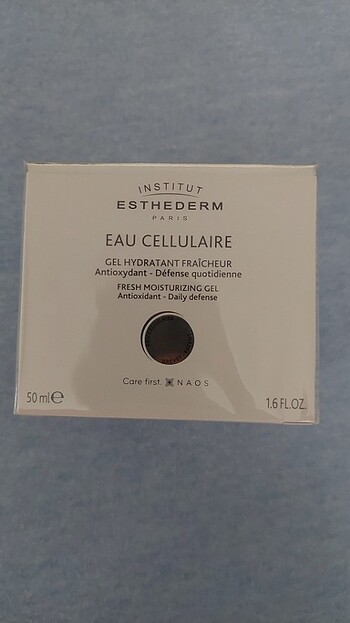 INSTITUT
ESTHEDERM
PARIS
EAU CELLULAIRE
GEL HYDRATANT FRAÎCHEUR
Antioxydant - Défense quotidienne
FRESH MOISTURIZING GEL
Antioxidant - Daily defense
Care first. NAOS
50 ml ℮
1.6 FL.OZ.